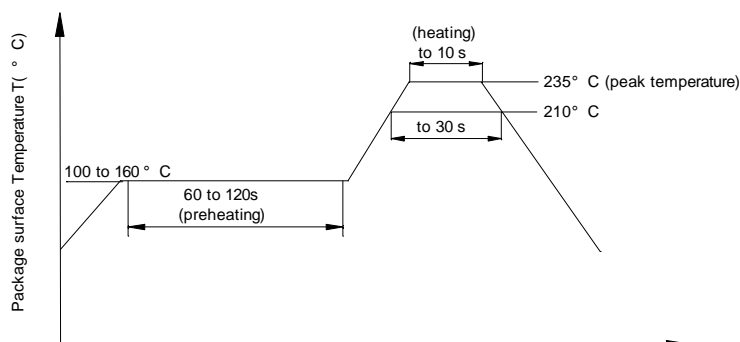 Package surface Temperature T( ° C)
(heating)
to 10 s
235° C (peak temperature)
210° C
to 30 s
100 to 160 ° C
60 to 120s
(preheating)